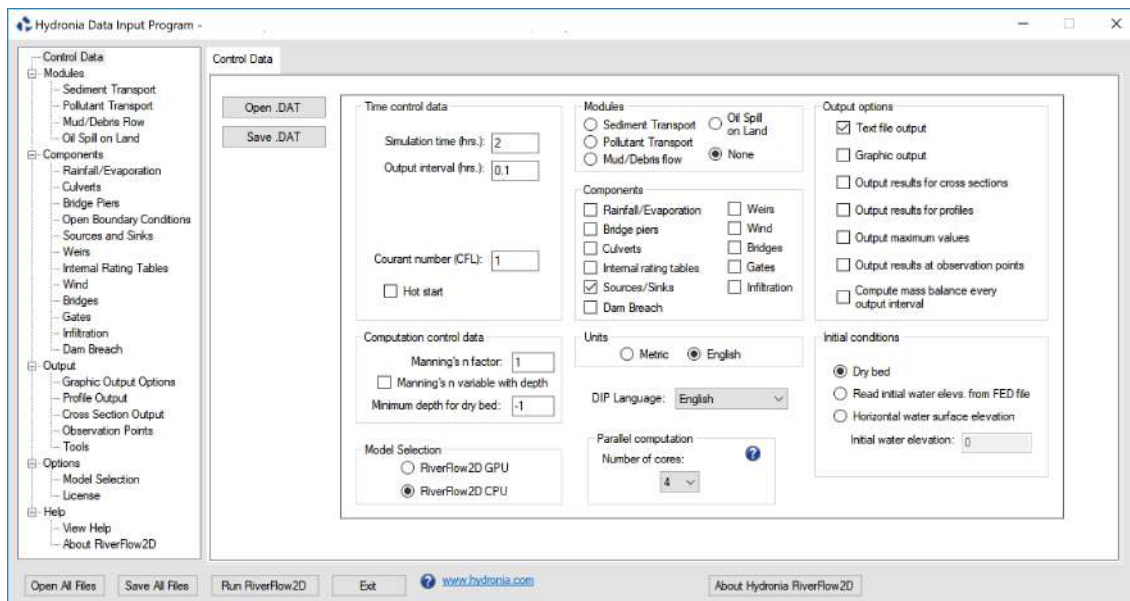 Hydronia Data Input Program -
Control Data
Modules
Sediment Transport
Pollutant Transport
Mud/Debris Flow
Oil Spill on Land
Components
Rainfall/Evaporation
Culverts
Bridge Piers
Open Boundary Conditions
Sources and Sinks
Weirs
Internal Rating Tables
Wind
Bridges
Gates
Infiltration
Dam Breach
Output
Graphic Output Options
Profile Output
Cross Section Output
Observation Points
Tools
Options
Model Selection
License
Help
View Help
About RiverFlow2D
Control Data
Open .DAT
Save .DAT
Time control data
Simulation time (hrs.): 2
Output interval (hrs.): 0.1
Courant number (CFL): 1
Hot start
Computation control data
Manning's n factor: 1
Manning's n variable with depth
Minimum depth for dry bed: -1
Model Selection
RiverFlow2D GPU
RiverFlow2D CPU
Modules
Sediment Transport
Pollutant Transport
Mud/Debris flow
Oil Spill
on Land
None
Components
Rainfall/Evaporation
Bridge piers
Culverts
Internal rating tables
Sources/Sinks
Dam Breach
Weirs
Wind
Bridges
Gates
Infiltration
Units
Metric English
DIP Language: English
Parallel computation
Number of cores:
4
Output options
Text file output
Graphic output
Output results for cross sections
Output results for profiles
Output maximum values
Output results at observation points
Compute mass balance every
output interval
Initial conditions
Dry bed
Read initial water elevs. from FED file
Horizontal water surface elevation
Initial water elevation: 0
Open All Files Save All Files Run RiverFlow2D Exit www.hydronia.com About Hydronia RiverFlow2D